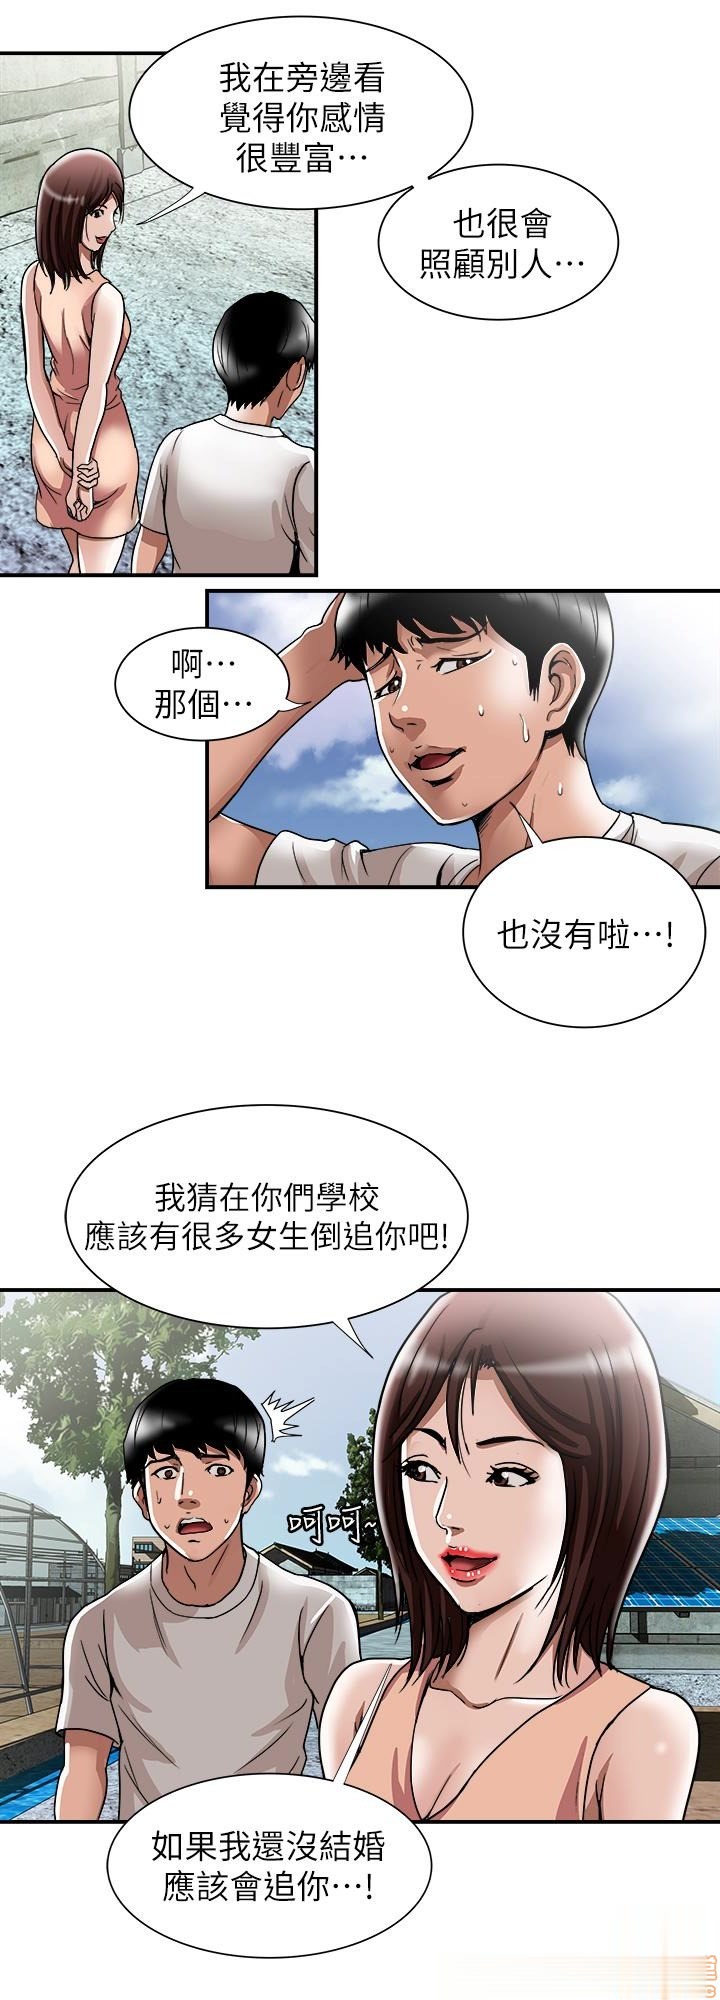 我在旁邊看
覺得你感情
很豐富…
也很會
照顧別人…
啊…
那個…
也沒有啦…!
我猜在你們學校
應該有很多女生倒追你吧!
呵呵~
如果我還沒結婚
應該會追你…!